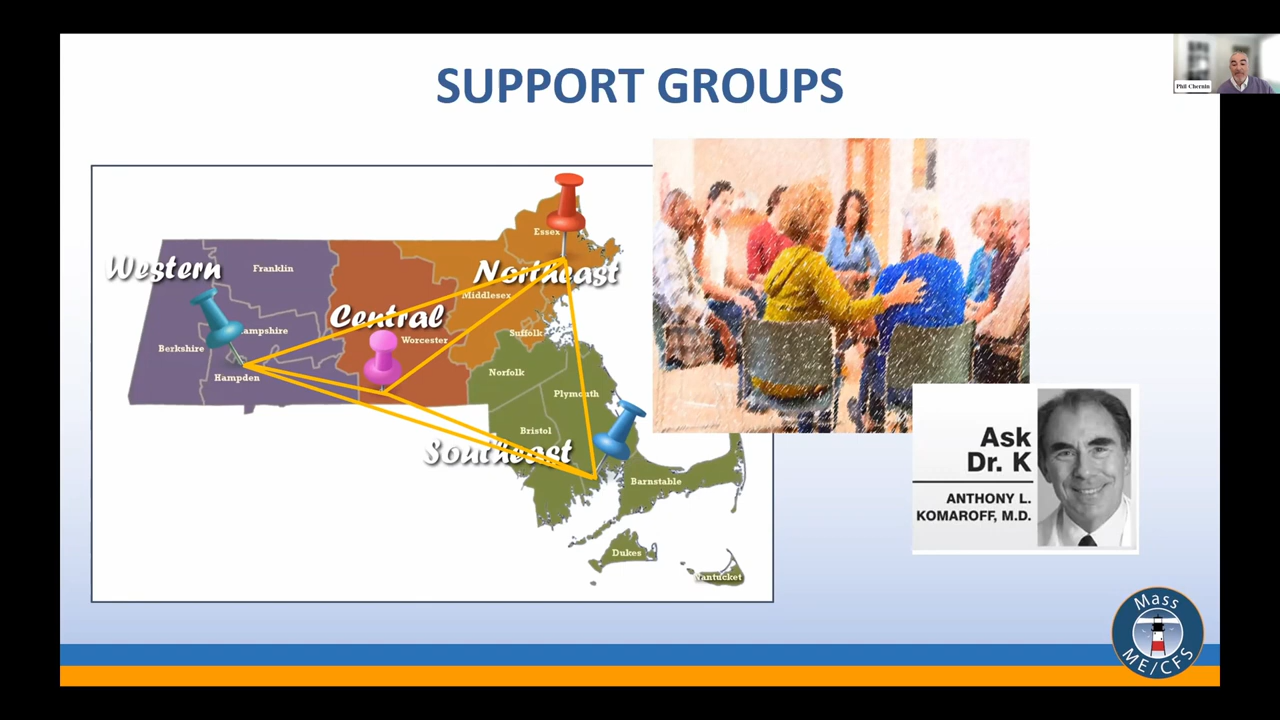 SUPPORT GROUPS
Phil Chernin
Western
Franklin
Hampshire
Berkshire
Hampden
Central
Worcester
Northeast
Essex
Middlesex
Suffolk
Norfolk
Plymouth
Bristol
Southeast
Barnstable
Dukes
Nantucket
Ask
Dr. K
ANTHONY L.
KOMAROFF, M.D.
Mass
ME/CFS